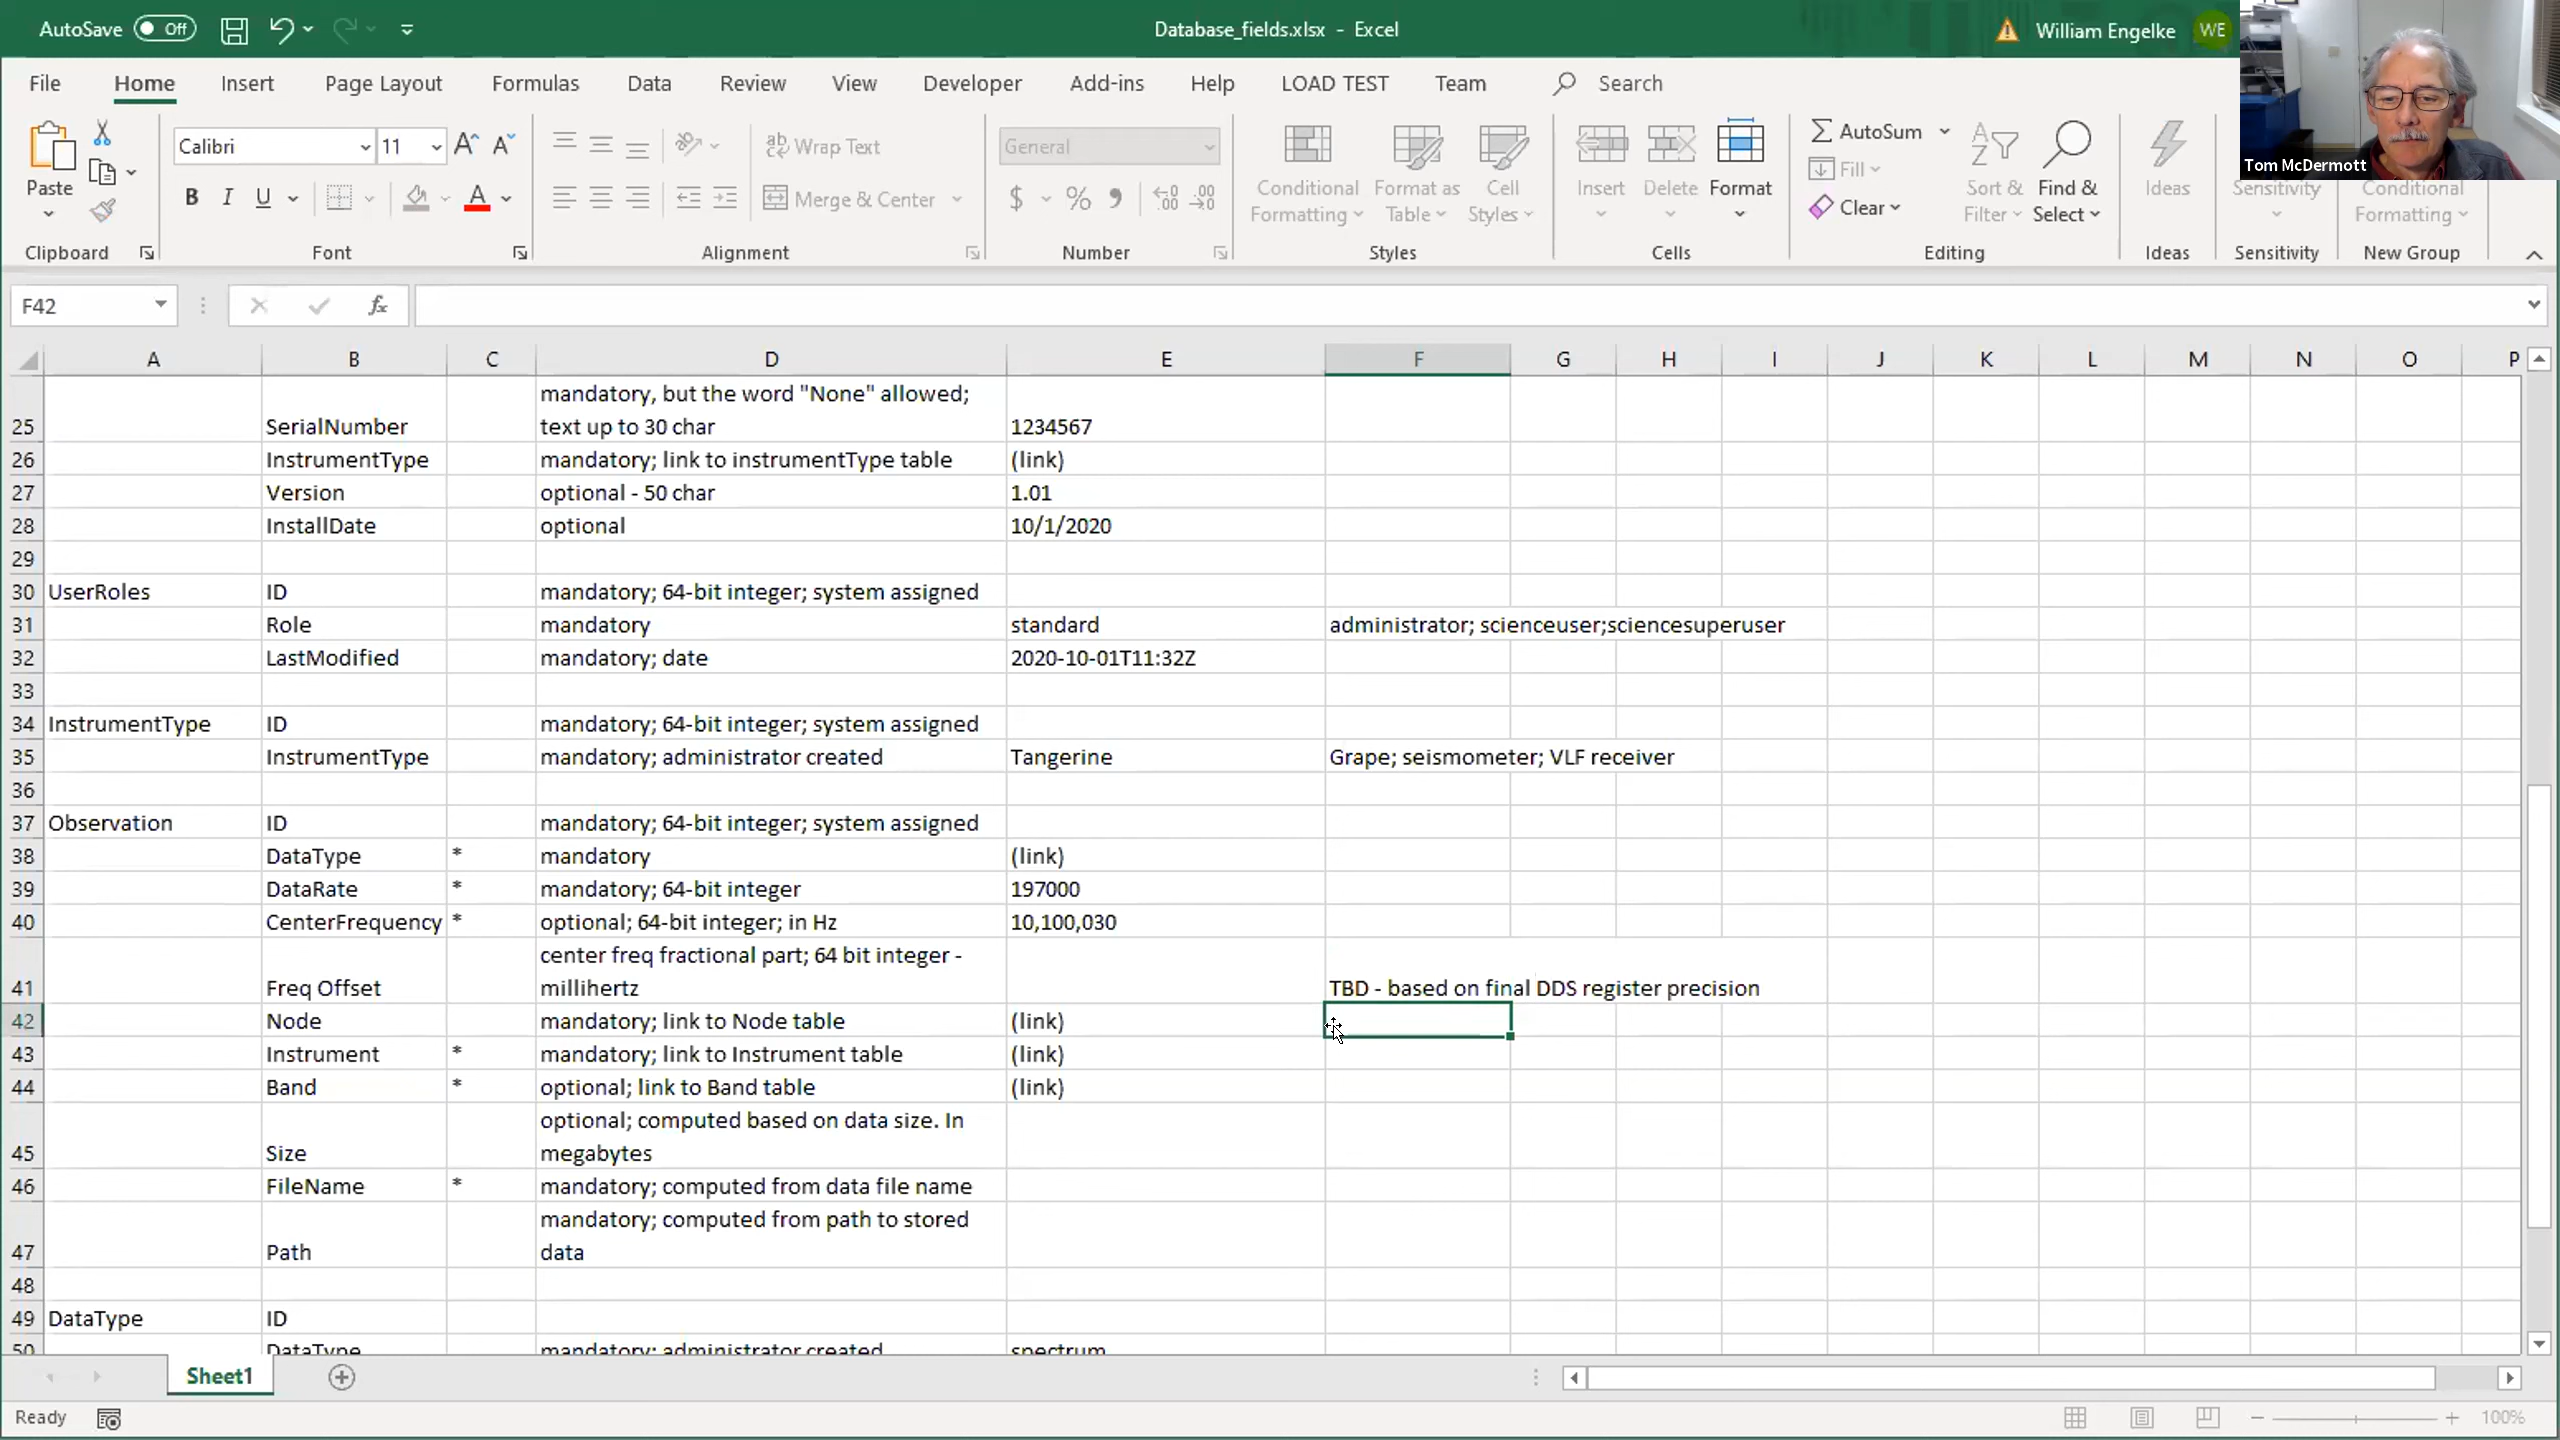 AutoSave Off Database_fields.xlsx - Excel William Engelke WE
File Home Insert Page Layout Formulas Data Review View Developer Add-ins Help LOAD TEST Team Search
Tom McDermott
Paste Calibri 11 A A Wrap Text General Conditional Formatting Format as Table Cell Styles Insert Delete Format AutoSum Fill Clear Sort & Filter Find & Select Ideas Sensitivity Conditional Formatting
B I U A Merge & Center $ % 9 .00 .00
Clipboard Font Alignment Number Styles Cells Editing Ideas Sensitivity New Group
F42 fx
A B C D E F G H I J K L M N O P
mandatory, but the word "None" allowed;
25 SerialNumber text up to 30 char 1234567
26 InstrumentType mandatory; link to instrumentType table (link)
27 Version optional - 50 char 1.01
28 InstallDate optional 10/1/2020
29
30 UserRoles ID mandatory; 64-bit integer; system assigned
31 Role mandatory standard administrator; scienceuser;sciencesuperuser
32 LastModified mandatory; date 2020-10-01T11:32Z
33
34 InstrumentType ID mandatory; 64-bit integer; system assigned
35 InstrumentType mandatory; administrator created Tangerine Grape; seismometer; VLF receiver
36
37 Observation ID mandatory; 64-bit integer; system assigned
38 DataType * mandatory (link)
39 DataRate * mandatory; 64-bit integer 197000
40 CenterFrequency * optional; 64-bit integer; in Hz 10,100,030
center freq fractional part; 64 bit integer -
41 Freq Offset millihertz TBD - based on final DDS register precision
42 Node mandatory; link to Node table (link)
43 Instrument * mandatory; link to Instrument table (link)
44 Band * optional; link to Band table (link)
optional; computed based on data size. In
45 Size megabytes
46 FileName * mandatory; computed from data file name
mandatory; computed from path to stored
47 Path data
48
49 DataType ID
50 DataType mandatory; administrator created spectrum
Sheet1
Ready 100%